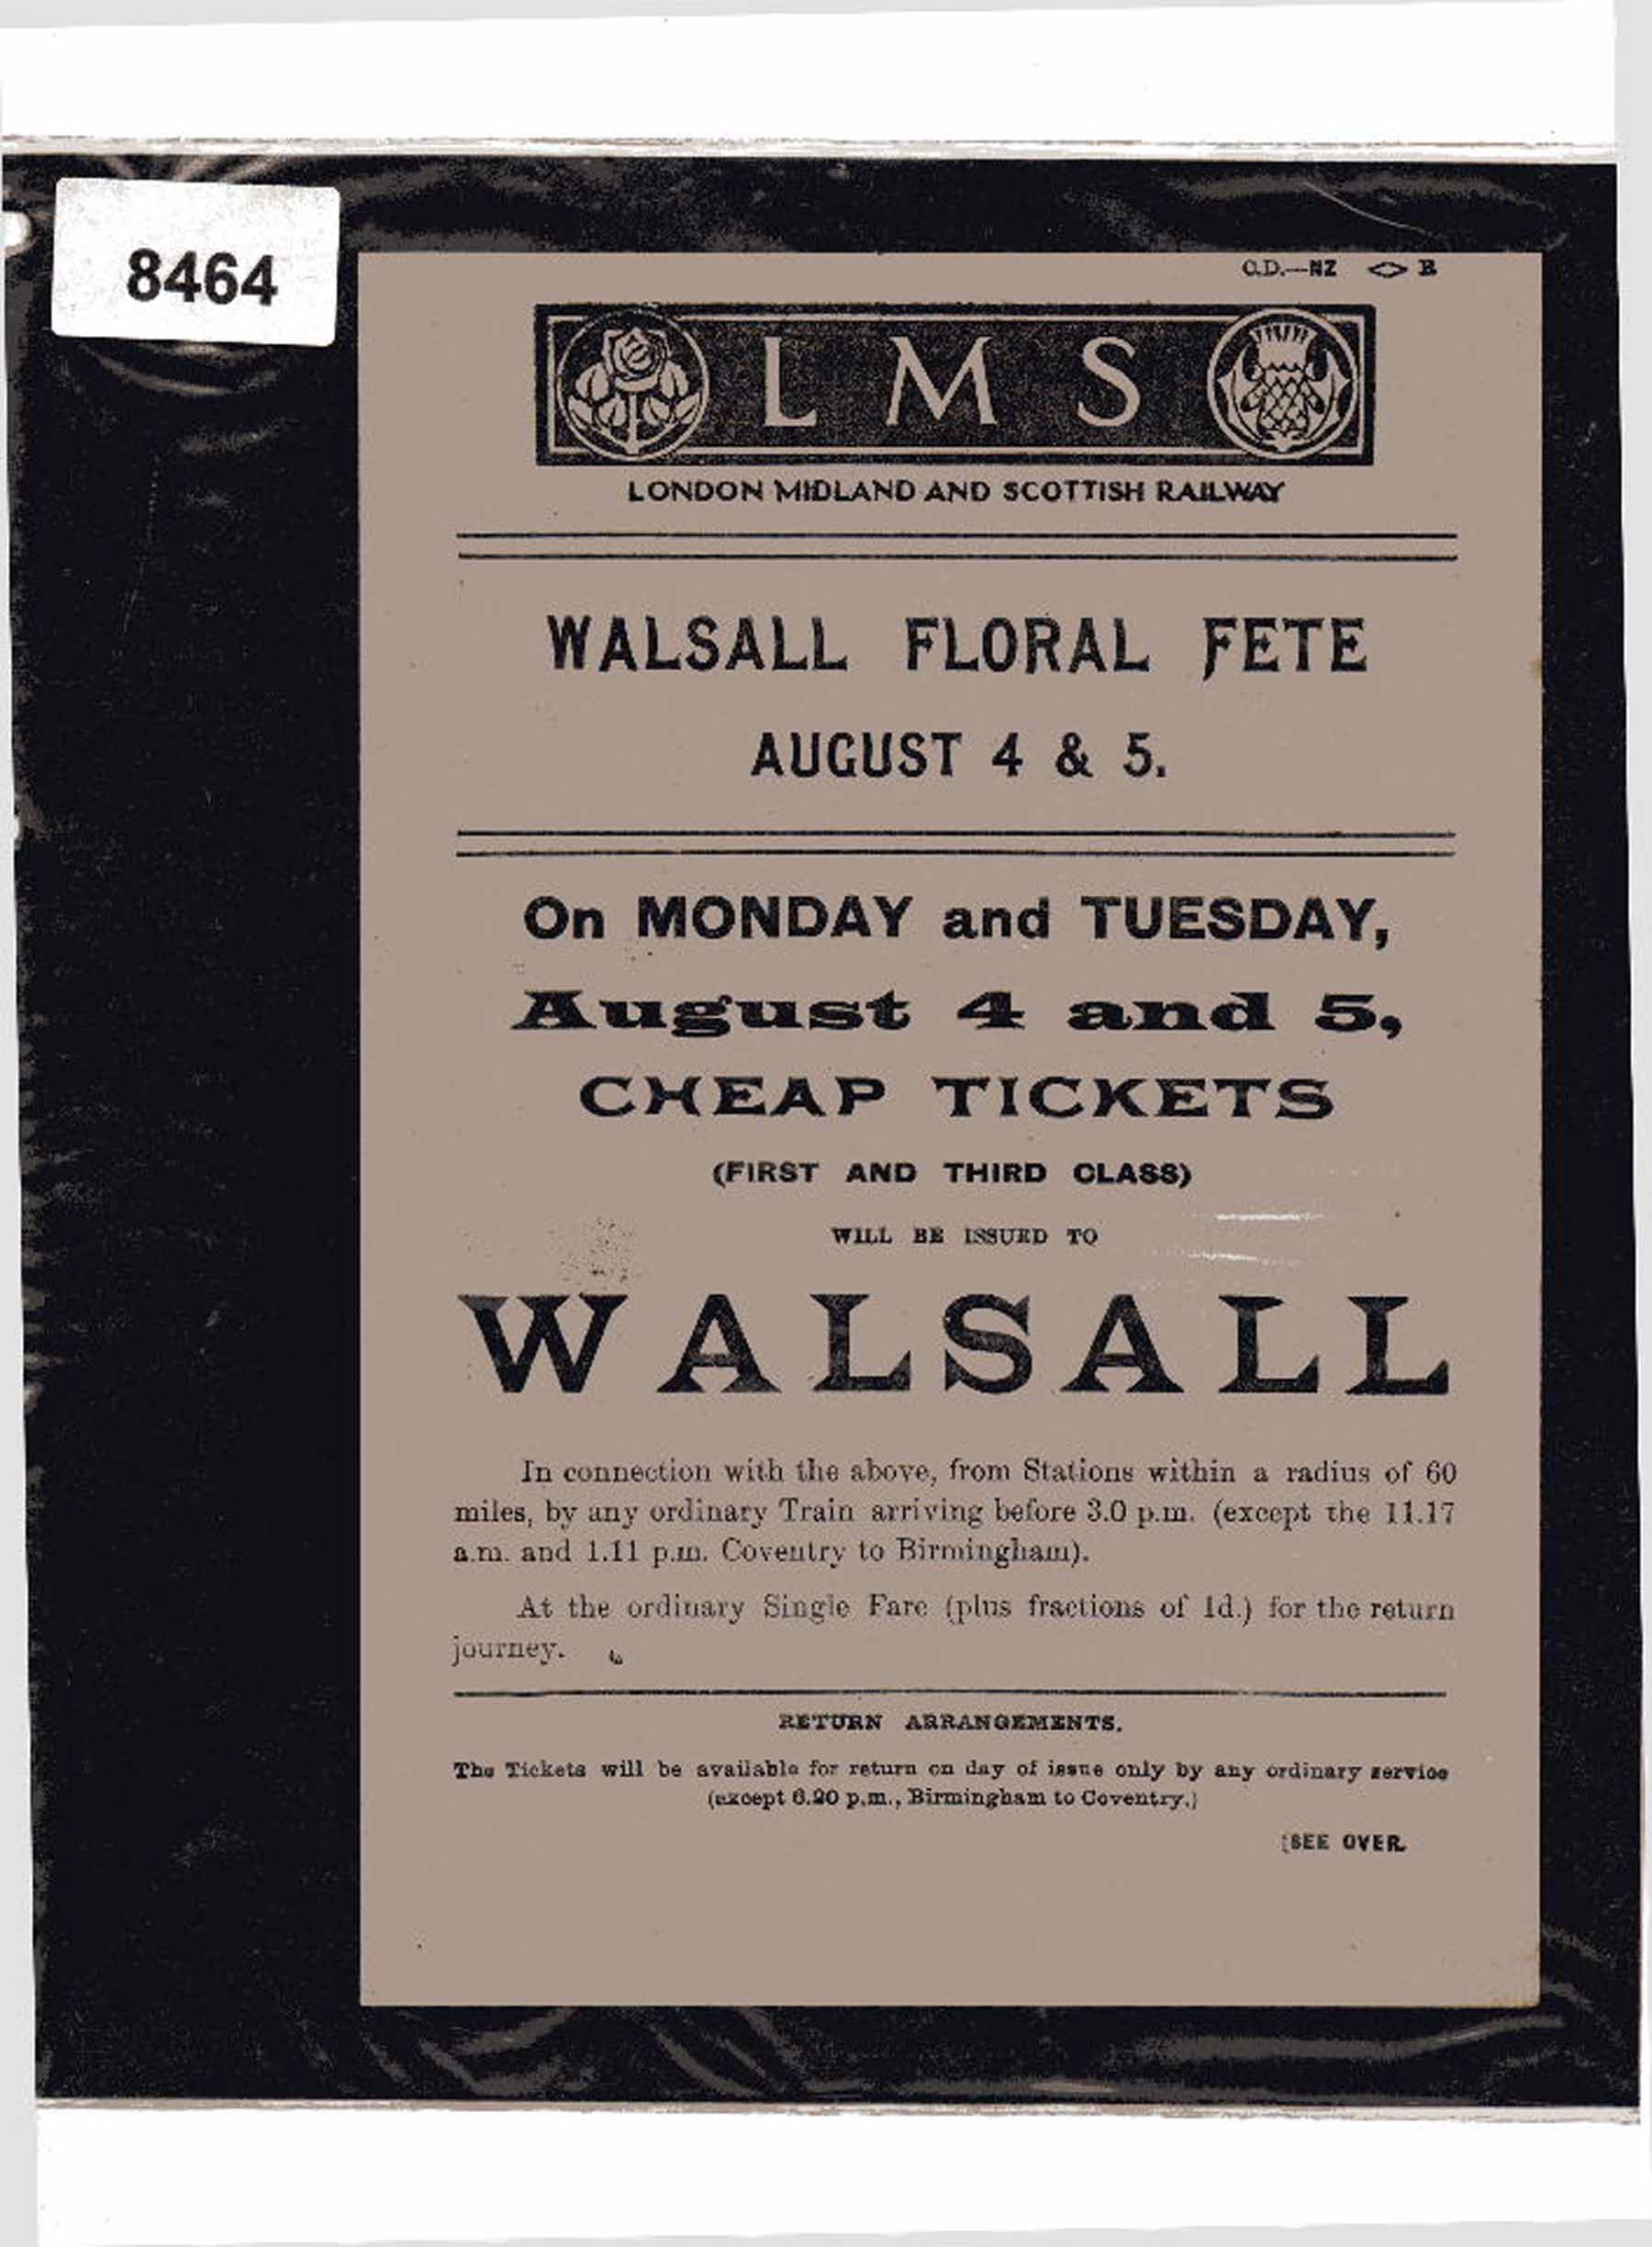 8464
O.D.—NZ <> R
L M S
LONDON MIDLAND AND SCOTTISH RAILWAY
WALSALL FLORAL FETE
AUGUST 4 & 5.
On MONDAY and TUESDAY,
August 4 and 5,
CHEAP TICKETS
(FIRST AND THIRD CLASS)
WILL BE ISSUED TO
WALSALL
In connection with the above, from Stations within a radius of 60
miles, by any ordinary Train arriving before 3.0 p.m. (except the 11.17
a.m. and 1.11 p.m. Coventry to Birmingham).
At the ordinary Single Fare (plus fractions of 1d.) for the return
journey.
RETURN ARRANGEMENTS.
The Tickets will be available for return on day of issue only by any ordinary service
(except 6.20 p.m., Birmingham to Coventry.)
[SEE OVER.